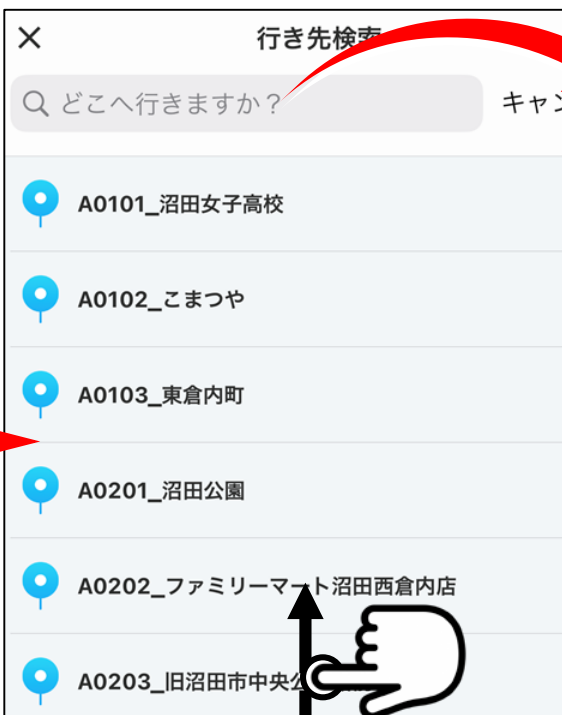 行き先検索
どこへ行きますか？
キャン
A0101_沼田女子高校
A0102_こまつや
A0103_東倉内町
A0201_沼田公園
A0202_ファミリーマート沼田西倉内店
A0203_旧沼田市中央公